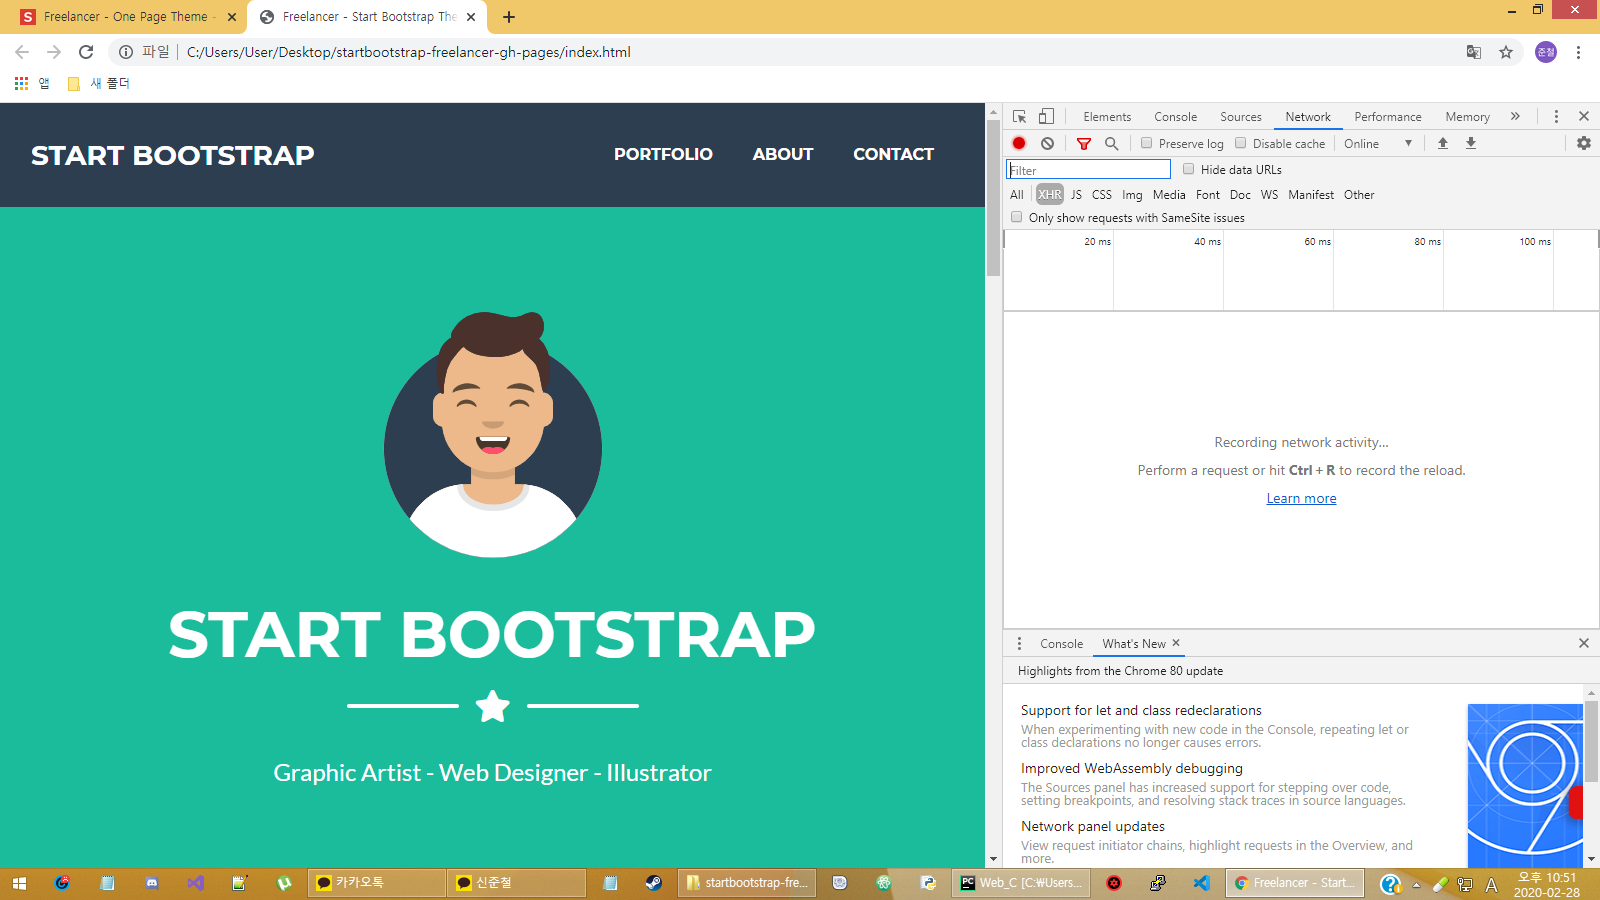 Freelancer - One Page Theme -
Freelancer - Start Bootstrap The
파일 C:/Users/User/Desktop/startbootstrap-freelancer-gh-pages/index.html
준철
앱 새 폴더
START BOOTSTRAP
PORTFOLIO ABOUT CONTACT
START BOOTSTRAP
Graphic Artist - Web Designer - Illustrator
Elements Console Sources Network Performance Memory »
Preserve log Disable cache Online
Filter Hide data URLs
All XHR JS CSS Img Media Font Doc WS Manifest Other
Only show requests with SameSite issues
20 ms 40 ms 60 ms 80 ms 100 ms
Recording network activity...
Perform a request or hit Ctrl + R to record the reload.
Learn more
Console What's New
Highlights from the Chrome 80 update
Support for let and class redeclarations
When experimenting with new code in the Console, repeating let or
class declarations no longer causes errors.
Improved WebAssembly debugging
The Sources panel has increased support for stepping over code,
setting breakpoints, and resolving stack traces in source languages.
Network panel updates
View request initiator chains, highlight requests in the Overview, and
more.
카카오톡
신준철
startbootstrap-fre...
Web_C [C:₩Users...
Freelancer - Start...
A
오후 10:51
2020-02-28